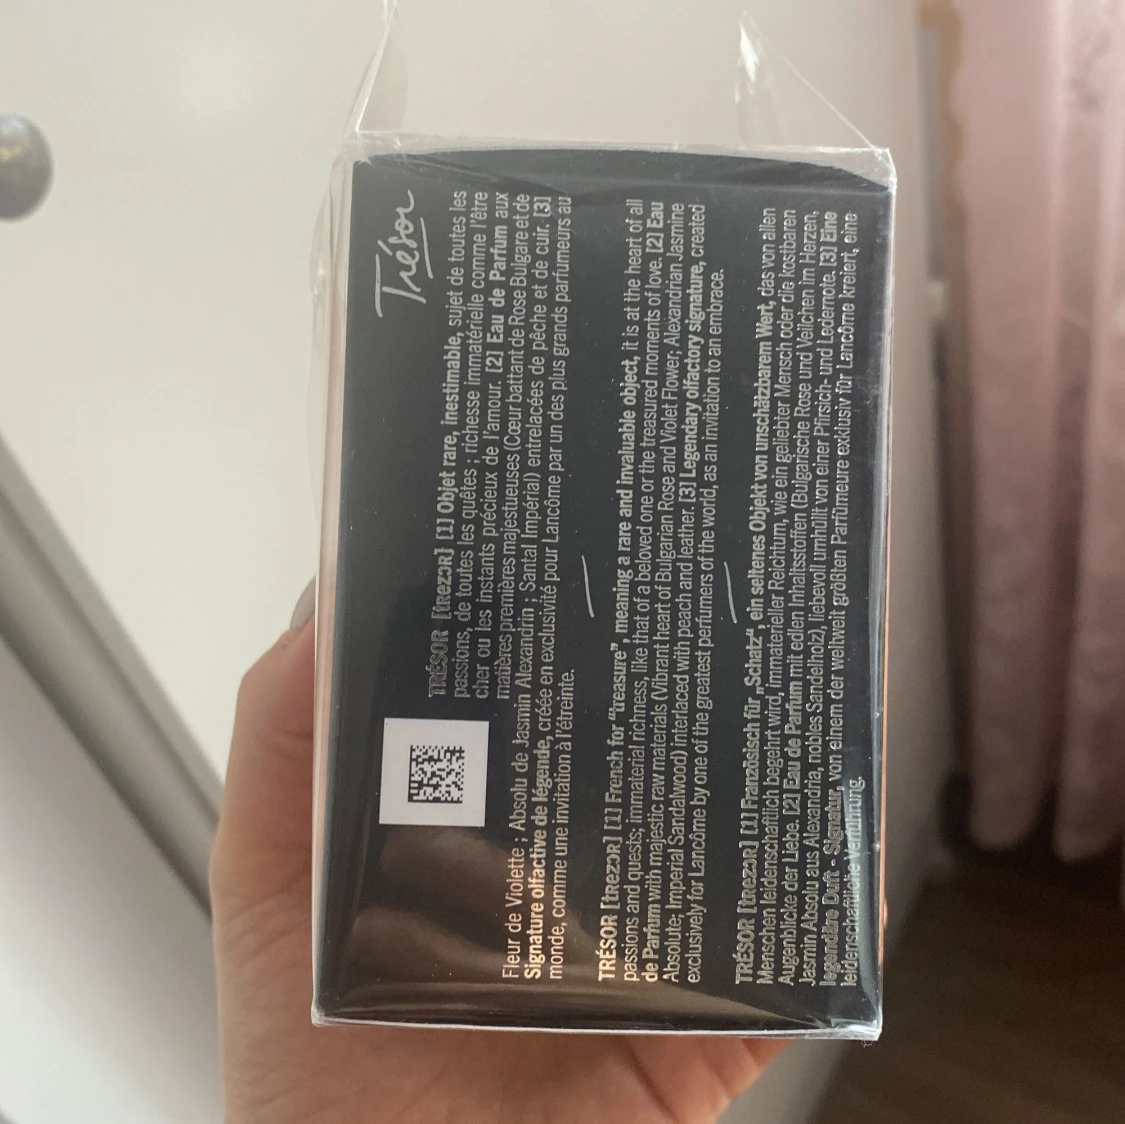 Trésor
TRÉSOR [tʀezɔʀ] [1] Objet rare, inestimable, sujet de toutes les
passions, de toutes les quêtes ; richesse immatérielle comme l'être
cher ou les instants précieux de l'amour. [2] Eau de Parfum aux
matières premières majestueuses (Cœur battant de Rose Bulgare et de
Fleur de Violette ; Absolu de Jasmin Alexandrin ; Santal Impérial) entrelacées de pêche et de cuir. [3]
Signature olfactive de légende, créée en exclusivité pour Lancôme par un des plus grands parfumeurs au
monde, comme une invitation à l'étreinte.
TRÉSOR [tʀezɔʀ] [1] French for “treasure”, meaning a rare and invaluable object, it is at the heart of all
passions and quests; immaterial richness, like that of a beloved one or the treasured moments of love. [2] Eau
de Parfum with majestic raw materials (Vibrant heart of Bulgarian Rose and Violet Flower; Alexandrian Jasmine
Absolute; Imperial Sandalwood) interlaced with peach and leather. [3] Legendary olfactory signature, created
exclusively for Lancôme by one of the greatest perfumers of the world, as an invitation to an embrace.
TRÉSOR [tʀezɔʀ] [1] Französisch für „Schatz“, ein seltenes Objekt von unschätzbarem Wert, das von allen
Menschen leidenschaftlich begehrt wird, immaterieller Reichtum, wie ein geliebter Mensch oder die kostbaren
Augenblicke der Liebe. [2] Eau de Parfum mit edlen Inhaltsstoffen (Bulgarische Rose und Veilchen im Herzen,
Jasmin Absolu aus Alexandria, nobles Sandelholz), liebevoll umhüllt von einer Pfirsich- und Ledernote. [3] Eine
legendäre Duft - Signatur, von einem der weltweit größten Parfümeure exklusiv für Lancôme kreiert, eine
leidenschaftliche Verführung.